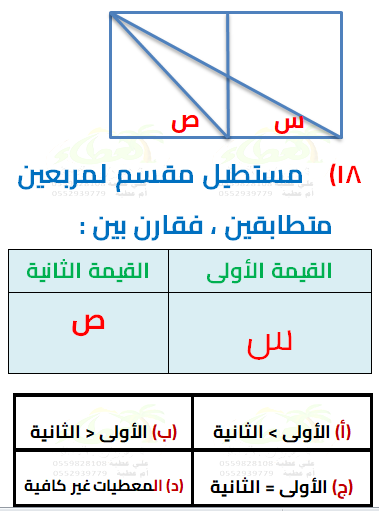 ص س
١٨) مستطيل مقسم لمربعين
متطابقين ، فقارن بين :
القيمة الأولى القيمة الثانية
س ص
(أ) الأولى > الثانية (ب) الأولى < الثانية
(ج) الأولى = الثانية (د) المعطيات غير كافية